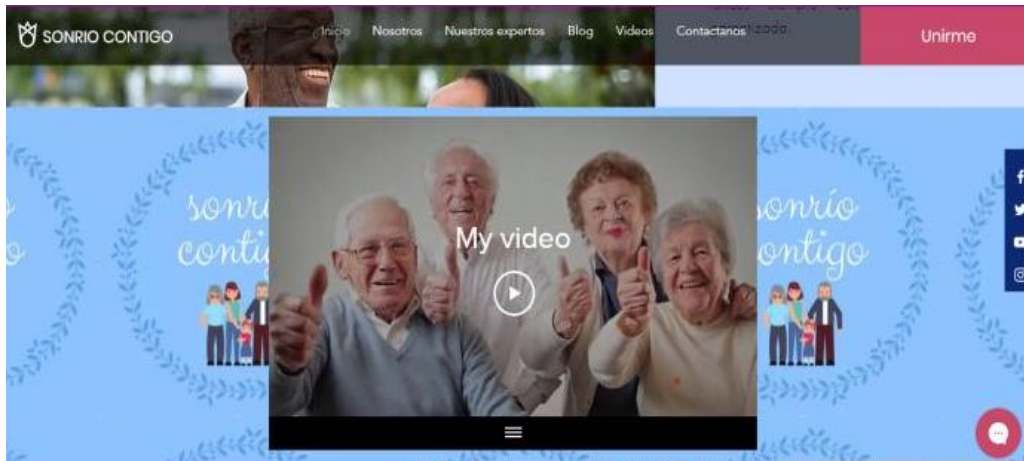 SONRIO CONTIGO
Inicio
Nosotros
Nuestros expertos
Blog
Videos
Contactanos
Unirme
sonrío
contigo
My video
sonrío
contigo